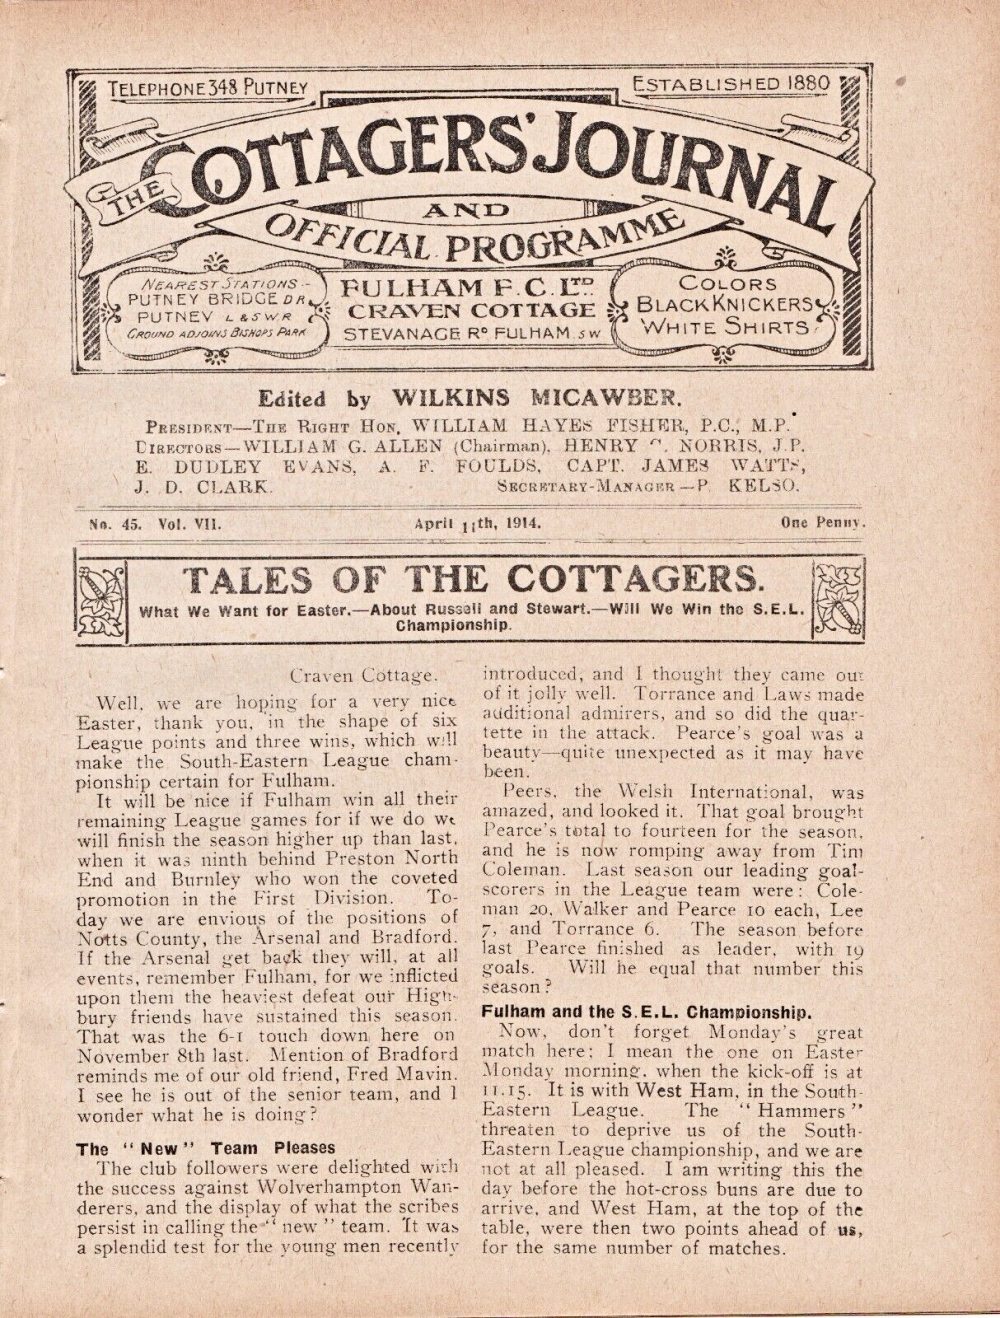 TELEPHONE 348 PUTNEY
ESTABLISHED 1880
THE COTTAGERS' JOURNAL
AND
OFFICIAL PROGRAMME
NEAREST STATIONS:-
PUTNEY BRIDGE DR
PUTNEY L & S W R
GROUND ADJOINS BISHOPS PARK
FULHAM F.C. LTD.
CRAVEN COTTAGE
STEVANAGE RD FULHAM. SW
COLORS
BLACK KNICKERS
WHITE SHIRTS
Edited by WILKINS MICAWBER.
PRESIDENT—THE RIGHT HON. WILLIAM HAYES FISHER, P.C., M.P.
DIRECTORS—WILLIAM G. ALLEN (Chairman), HENRY G. NORRIS, J.P.
E. DUDLEY EVANS, A. F. FOULDS, CAPT. JAMES WATTS,
J. D. CLARK. SECRETARY-MANAGER—P. KELSO.
No. 45. Vol. VII. April 11th, 1914. One Penny.
TALES OF THE COTTAGERS.
What We Want for Easter.—About Russell and Stewart.—Will We Win the S.E.L.
Championship.
Craven Cottage.
Well, we are hoping for a very nice
Easter, thank you, in the shape of six
League points and three wins, which will
make the South-Eastern League cham-
pionship certain for Fulham.
It will be nice if Fulham win all their
remaining League games for if we do we
will finish the season higher up than last,
when it was ninth behind Preston North
End and Burnley who won the coveted
promotion in the First Division. To-
day we are envious of the positions of
Notts County, the Arsenal and Bradford.
If the Arsenal get back they will, at all
events, remember Fulham, for we inflicted
upon them the heaviest defeat our High-
bury friends have sustained this season.
That was the 6-1 touch down here on
November 8th last. Mention of Bradford
reminds me of our old friend, Fred Mavin.
I see he is out of the senior team, and I
wonder what he is doing?
The "New" Team Pleases
The club followers were delighted with
the success against Wolverhampton Wan-
derers, and the display of what the scribes
persist in calling the "new" team. It was
a splendid test for the young men recently
introduced, and I thought they came out
of it jolly well. Torrance and Laws made
additional admirers, and so did the quar-
tette in the attack. Pearce's goal was a
beauty—quite unexpected as it may have
been.
Peers, the Welsh International, was
amazed, and looked it. That goal brought
Pearce's total to fourteen for the season,
and he is now romping away from Tim
Coleman. Last season our leading goal-
scorers in the League team were: Cole-
man 20, Walker and Pearce 10 each, Lee
7, and Torrance 6. The season before
last Pearce finished as leader, with 19
goals. Will he equal that number this
season?
Fulham and the S.E.L. Championship.
Now, don't forget Monday's great
match here; I mean the one on Easter
Monday morning, when the kick-off is at
11.15. It is with West Ham, in the South-
Eastern League. The "Hammers"
threaten to deprive us of the South-
Eastern League championship, and we are
not at all pleased. I am writing this the
day before the hot-cross buns are due to
arrive, and West Ham, at the top of the
table, were then two points ahead of us,
for the same number of matches.